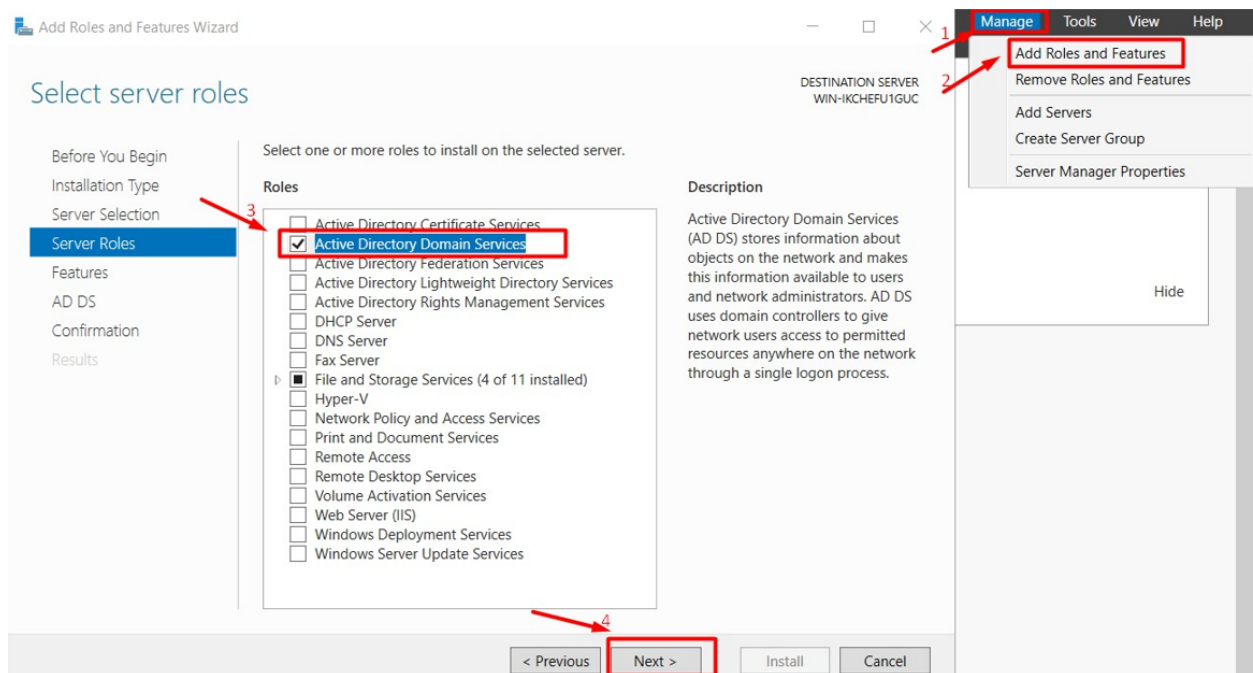 Add Roles and Features Wizard
Select server roles
DESTINATION SERVER
WIN-IKCHEFU1GUC
Before You Begin
Installation Type
Server Selection
Server Roles
Features
AD DS
Confirmation
Results
Select one or more roles to install on the selected server.
Roles
3
Active Directory Certificate Services
Active Directory Domain Services
Active Directory Federation Services
Active Directory Lightweight Directory Services
Active Directory Rights Management Services
DHCP Server
DNS Server
Fax Server
File and Storage Services (4 of 11 installed)
Hyper-V
Network Policy and Access Services
Print and Document Services
Remote Access
Remote Desktop Services
Volume Activation Services
Web Server (IIS)
Windows Deployment Services
Windows Server Update Services
Description
Active Directory Domain Services
(AD DS) stores information about
objects on the network and makes
this information available to users
and network administrators. AD DS
uses domain controllers to give
network users access to permitted
resources anywhere on the network
through a single logon process.
4
< Previous
Next >
Install
Cancel
1
Manage
Tools
View
Help
2
Add Roles and Features
Remove Roles and Features
Add Servers
Create Server Group
Server Manager Properties
Hide